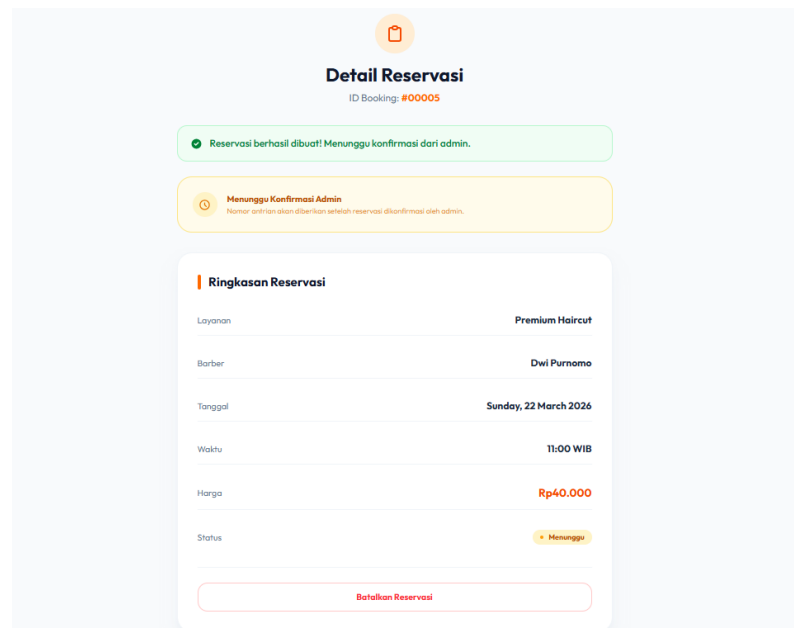 Detail Reservasi
ID Booking: #00005
Reservasi berhasil dibuat! Menunggu konfirmasi dari admin.
Menunggu Konfirmasi Admin
Nomor antrian akan diberikan setelah reservasi dikonfirmasi oleh admin.
Ringkasan Reservasi
Layanan Premium Haircut
Barber Dwi Purnomo
Tanggal Sunday, 22 March 2026
Waktu 11:00 WIB
Harga Rp40.000
Status Menunggu
Batalkan Reservasi